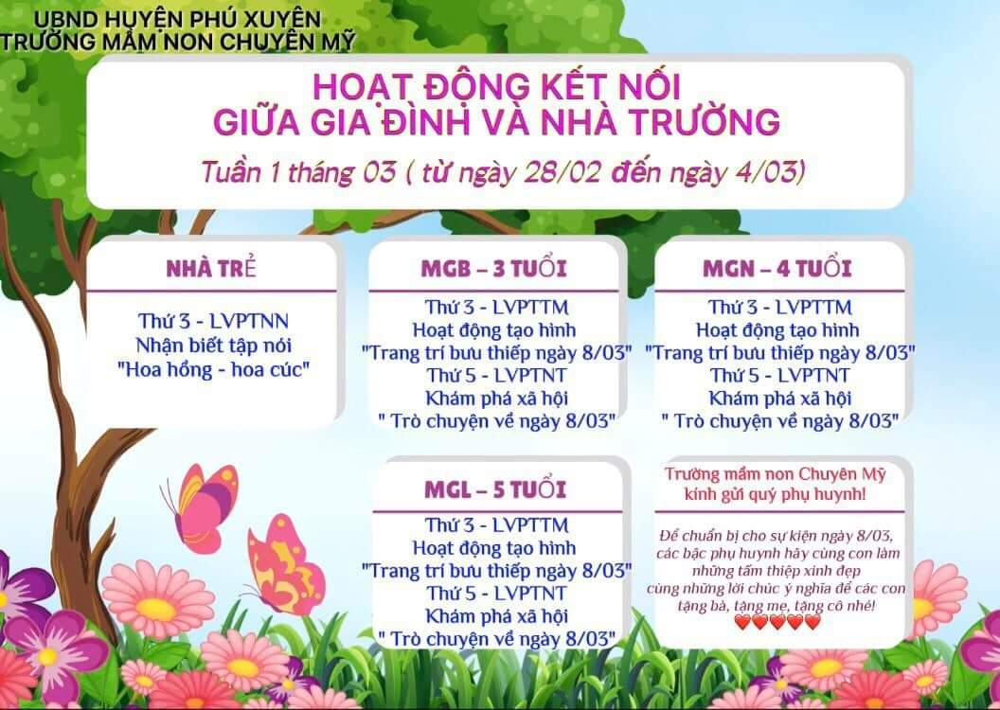 UBND HUYỆN PHÚ XUYÊN
TRƯỜNG MẦM NON CHUYÊN MỸ
HOẠT ĐỘNG KẾT NỐI
GIỮA GIA ĐÌNH VÀ NHÀ TRƯỜNG
Tuần 1 tháng 03 ( từ ngày 28/02 đến ngày 4/03)
NHÀ TRẺ
Thứ 3 - LVPTNN
Nhận biết tập nói
"Hoa hồng - hoa cúc"
MGB - 3 TUỔI
Thứ 3 - LVPTTM
Hoạt động tạo hình
"Trang trí bưu thiếp ngày 8/03"
Thứ 5 - LVPTNT
Khám phá xã hội
" Trò chuyện về ngày 8/03"
MGN - 4 TUỔI
Thứ 3 - LVPTTM
Hoạt động tạo hình
"Trang trí bưu thiếp ngày 8/03"
Thứ 5 - LVPTNT
Khám phá xã hội
" Trò chuyện về ngày 8/03"
MGL - 5 TUỔI
Thứ 3 - LVPTTM
Hoạt động tạo hình
"Trang trí bưu thiếp ngày 8/03"
Thứ 5 - LVPTNT
Khám phá xã hội
" Trò chuyện về ngày 8/03"
Trường mầm non Chuyên Mỹ
kính gửi quý phụ huynh!
Để chuẩn bị cho sự kiện ngày 8/03,
các bậc phụ huynh hãy cùng con làm
những tấm thiệp xinh đẹp
cùng những lời chúc ý nghĩa để các con
tặng bà, tặng mẹ, tặng cô nhé!
❤️❤️❤️❤️❤️